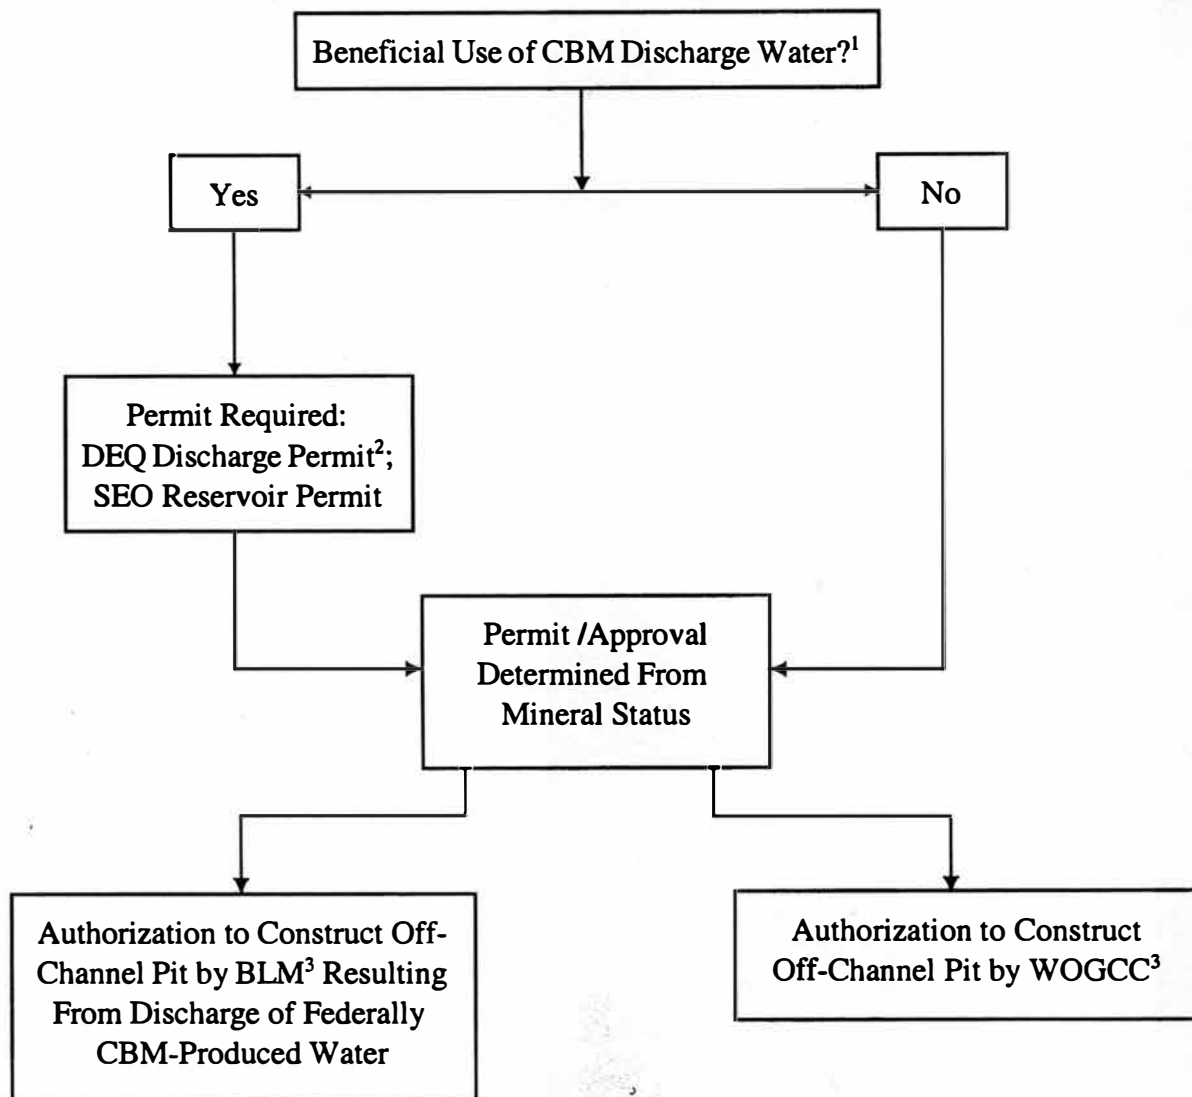 Beneficial Use of CBM Discharge Water?¹
Yes
No
Permit Required:
DEQ Discharge Permit²;
SEO Reservoir Permit
Permit /Approval
Determined From
Mineral Status
Authorization to Construct Off-
Channel Pit by BLM³ Resulting
From Discharge of Federally
CBM-Produced Water
Authorization to Construct
Off-Channel Pit by WOGCC³